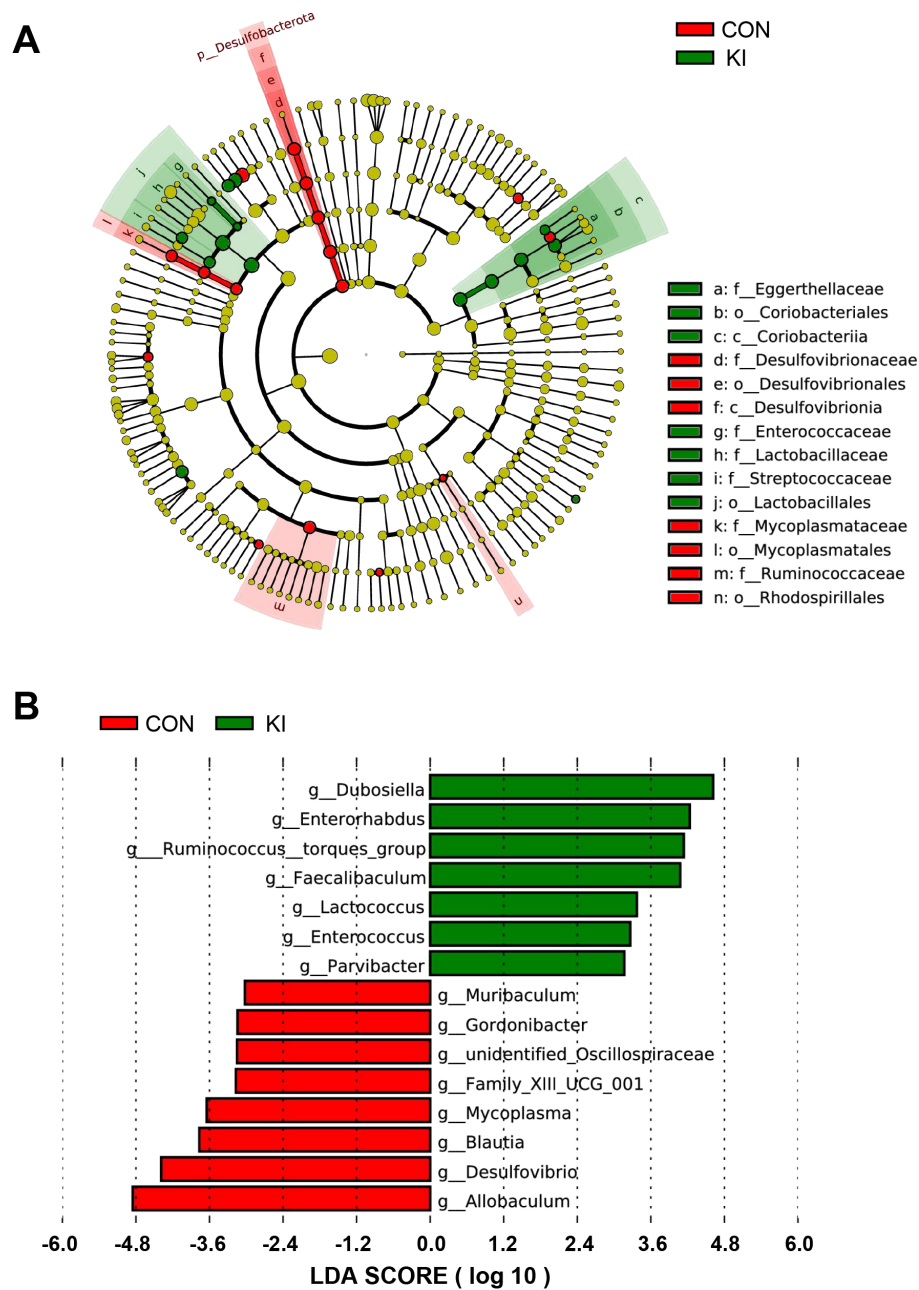 A
CON
KI
p__Desulfobacterota
f
e
d
g
j
h
i
l
k
c
b
a
m
n
a: f__Eggerthellaceae
b: o__Coriobacteriales
c: c__Coriobacteriia
d: f__Desulfovibrionaceae
e: o__Desulfovibrionales
f: c__Desulfovibrionia
g: f__Enterococcaceae
h: f__Lactobacillaceae
i: f__Streptococcaceae
j: o__Lactobacillales
k: f__Mycoplasmataceae
l: o__Mycoplasmatales
m: f__Ruminococcaceae
n: o__Rhodospirillales
B
CON KI
g__Dubosiella
g__Enterorhabdus
g___Ruminococcus__torques_group
g__Faecalibaculum
g__Lactococcus
g__Enterococcus
g__Parvibacter
g__Muribaculum
g__Gordonibacter
g__unidentified_Oscillospiraceae
g__Family_XIII_UCG_001
g__Mycoplasma
g__Blautia
g__Desulfovibrio
g__Allobaculum
-6.0 -4.8 -3.6 -2.4 -1.2 0.0 1.2 2.4 3.6 4.8 6.0
LDA SCORE ( log 10 )